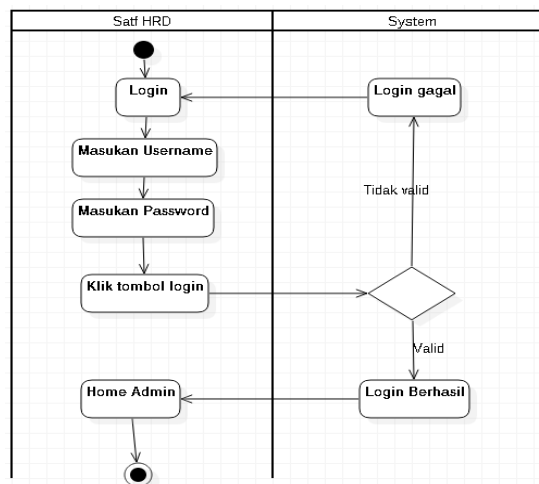 Satf HRD
System
Login
Login gagal
Masukan Username
Masukan Password
Tidak valid
Klik tombol login
Valid
Home Admin
Login Berhasil